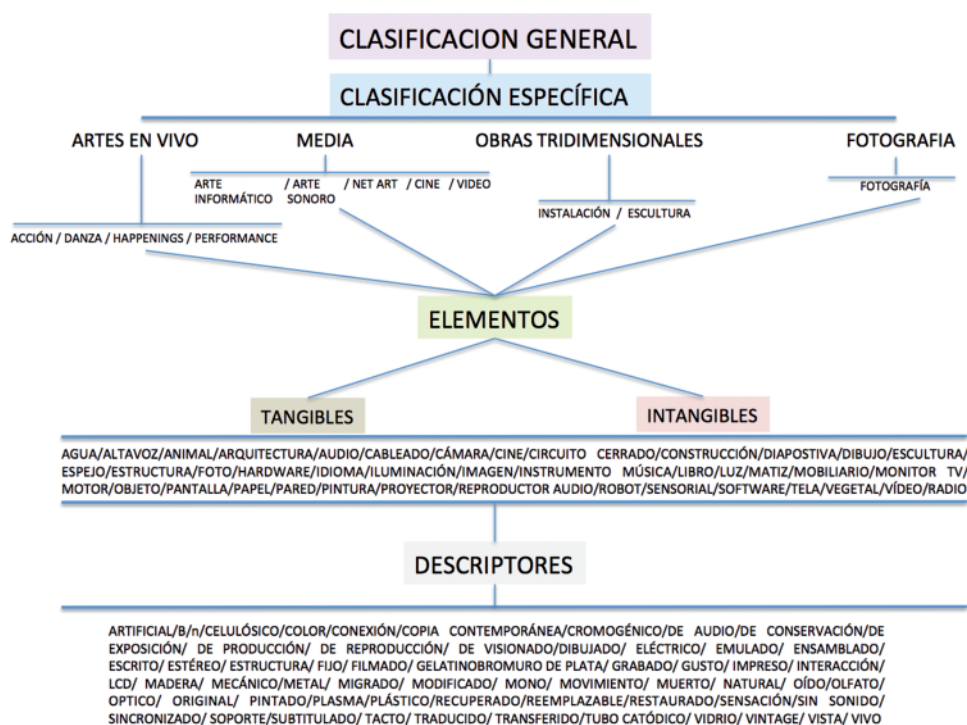 CLASIFICACION GENERAL
CLASIFICACIÓN ESPECÍFICA
ARTES EN VIVO
MEDIA
OBRAS TRIDIMENSIONALES
FOTOGRAFIA
ARTE / ARTE / NET ART / CINE / VIDEO
INFORMÁTICO SONORO
FOTOGRAFÍA
INSTALACIÓN / ESCULTURA
ACCIÓN / DANZA / HAPPENINGS / PERFORMANCE
ELEMENTOS
TANGIBLES
INTANGIBLES
AGUA/ALTAVOZ/ANIMAL/ARQUITECTURA/AUDIO/CABLEADO/CÁMARA/CINE/CIRCUITO CERRADO/CONSTRUCCIÓN/DIAPOSTIVA/DIBUJO/ESCULTURA/
ESPEJO/ESTRUCTURA/FOTO/HARDWARE/IDIOMA/ILUMINACIÓN/IMAGEN/INSTRUMENTO MÚSICA/LIBRO/LUZ/MATIZ/MOBILIARIO/MONITOR TV/
MOTOR/OBJETO/PANTALLA/PAPEL/PARED/PINTURA/PROYECTOR/REPRODUCTOR AUDIO/ROBOT/SENSORIAL/SOFTWARE/TELA/VEGETAL/VÍDEO/RADIO
DESCRIPTORES
ARTIFICIAL/B/n/CELULÓSICO/COLOR/CONEXIÓN/COPIA CONTEMPORÁNEA/CROMOGÉNICO/DE AUDIO/DE CONSERVACIÓN/DE
EXPOSICIÓN/ DE PRODUCCIÓN/ DE REPRODUCCIÓN/ DE VISIONADO/DIBUJADO/ ELÉCTRICO/ EMULADO/ ENSAMBLADO/
ESCRITO/ ESTÉREO/ ESTRUCTURA/ FIJO/ FILMADO/ GELATINOBROMURO DE PLATA/ GRABADO/ GUSTO/ IMPRESO/ INTERACCIÓN/
LCD/ MADERA/ MECÁNICO/METAL/ MIGRADO/ MODIFICADO/ MONO/ MOVIMIENTO/ MUERTO/ NATURAL/ OÍDO/OLFATO/
OPTICO/ ORIGINAL/ PINTADO/PLASMA/PLÁSTICO/RECUPERADO/REEMPLAZABLE/RESTAURADO/SENSACIÓN/SIN SONIDO/
SINCRONIZADO/ SOPORTE/SUBTITULADO/ TACTO/ TRADUCIDO/ TRANSFERIDO/TUBO CATÓDICO/ VIDRIO/ VINTAGE/ VISTA/ VIVO